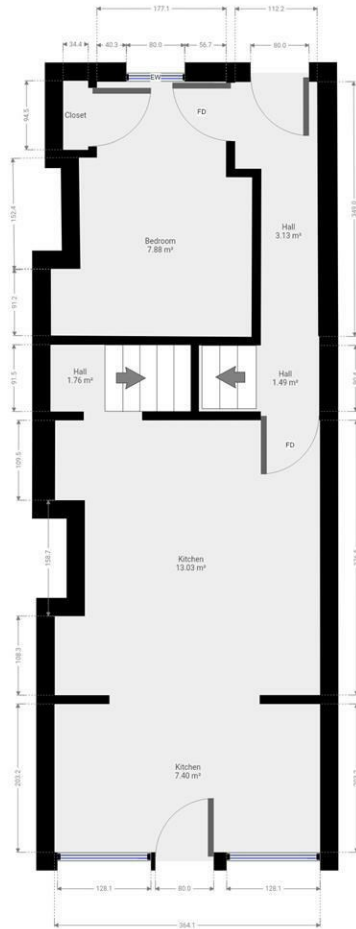 177.1
112.2
34.4
40.3
80.0
56.7
80.0
EW
94.5
Closet
FD
Hall
3.13 m²
152.4
Bedroom
7.88 m²
91.2
91.5
Hall
1.76 m²
Hall
1.49 m²
109.5
FD
158.7
Kitchen
13.03 m²
108.3
203.2
Kitchen
7.40 m²
128.1
80.0
128.1
364.1